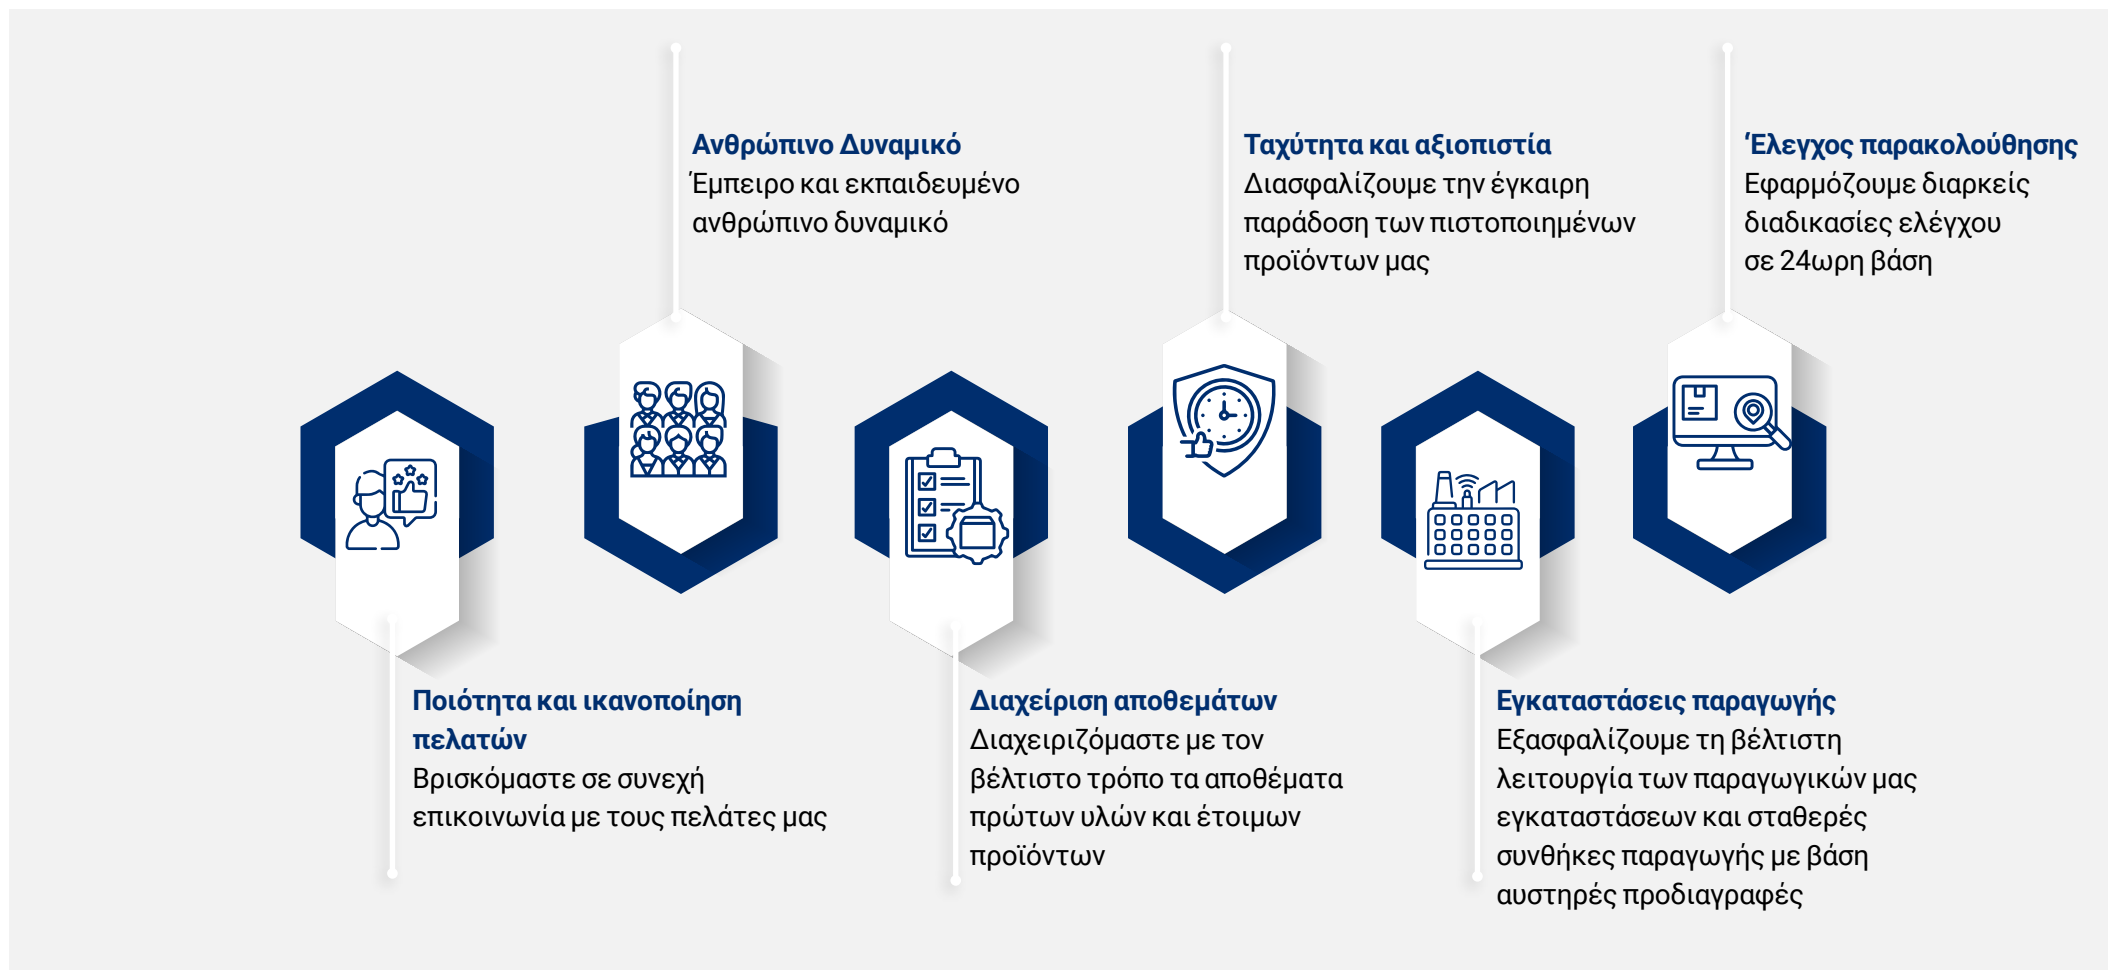 Ανθρώπινο Δυναμικό
Έμπειρο και εκπαιδευμένο
ανθρώπινο δυναμικό
Ταχύτητα και αξιοπιστία
Διασφαλίζουμε την έγκαιρη
παράδοση των πιστοποιημένων
προϊόντων μας
Έλεγχος παρακολούθησης
Εφαρμόζουμε διαρκείς
διαδικασίες ελέγχου
σε 24ωρη βάση
Ποιότητα και ικανοποίηση
πελατών
Βρισκόμαστε σε συνεχή
επικοινωνία με τους πελάτες μας
Διαχείριση αποθεμάτων
Διαχειριζόμαστε με τον
βέλτιστο τρόπο τα αποθέματα
πρώτων υλών και έτοιμων
προϊόντων
Εγκαταστάσεις παραγωγής
Εξασφαλίζουμε τη βέλτιστη
λειτουργία των παραγωγικών μας
εγκαταστάσεων και σταθερές
συνθήκες παραγωγής με βάση
αυστηρές προδιαγραφές